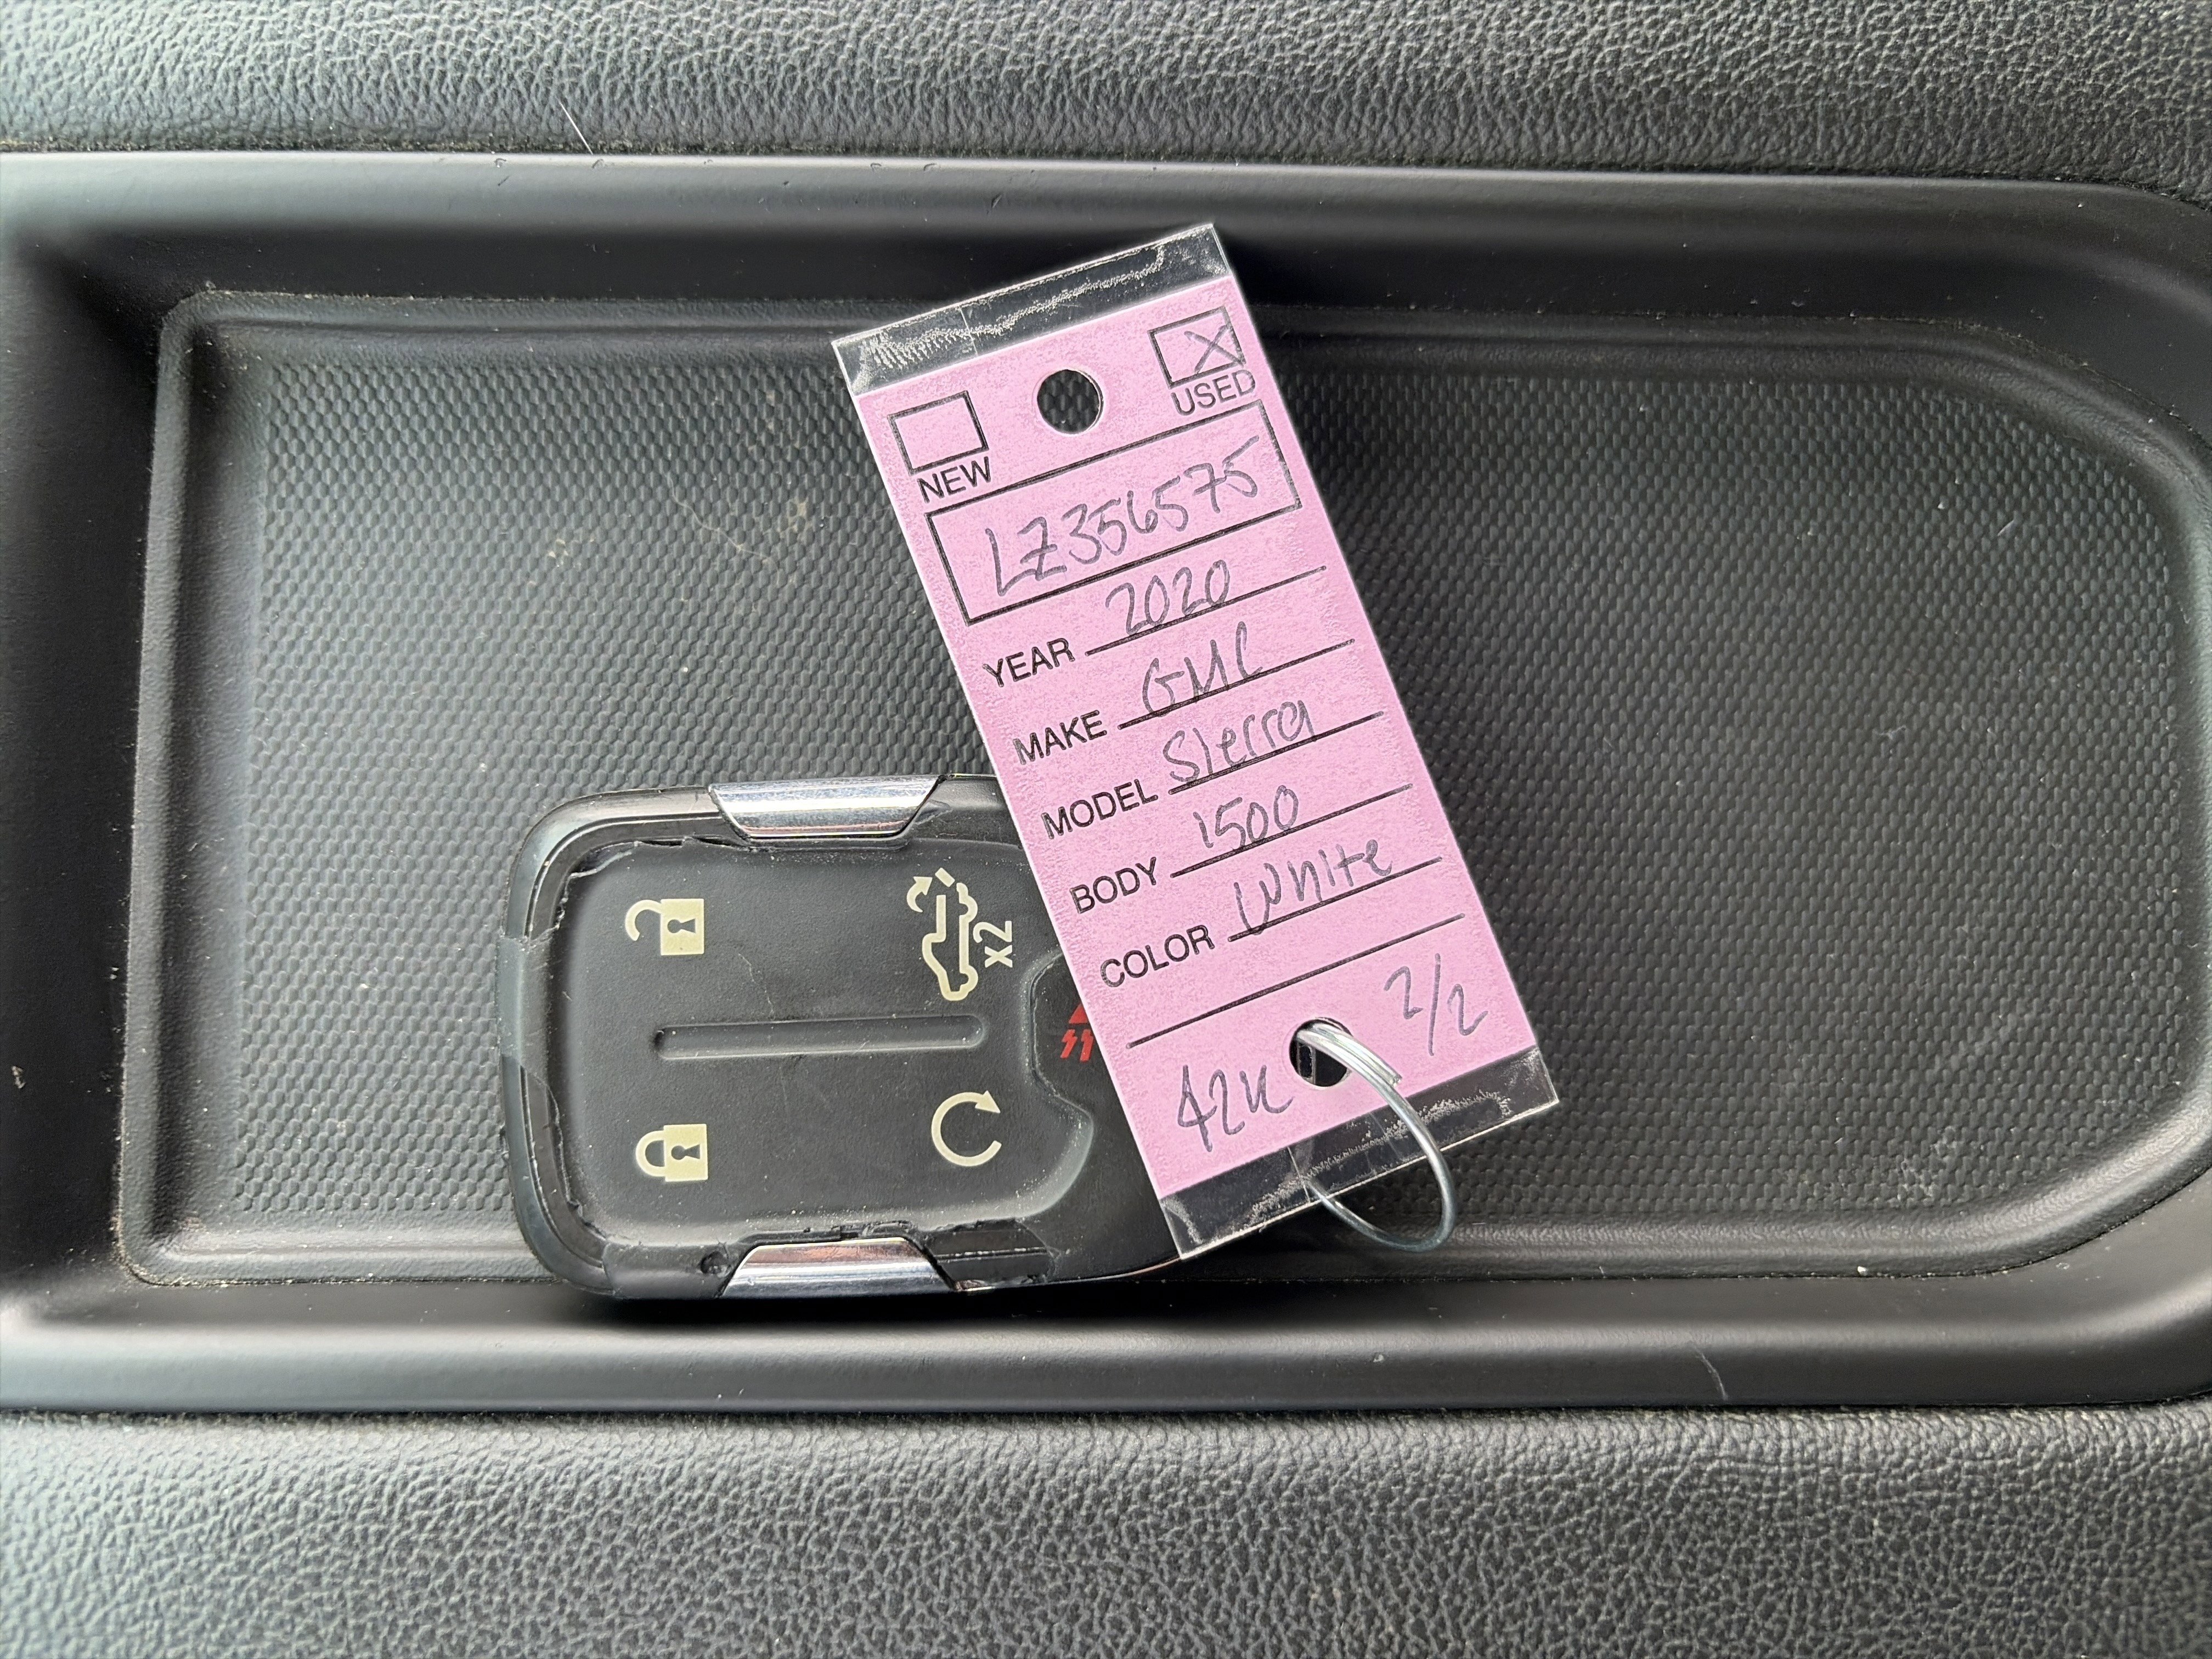 NEW USED
LZ356575
YEAR 2020
MAKE GMC
MODEL Sierra
BODY 1500
COLOR White
42K 2/2
x2